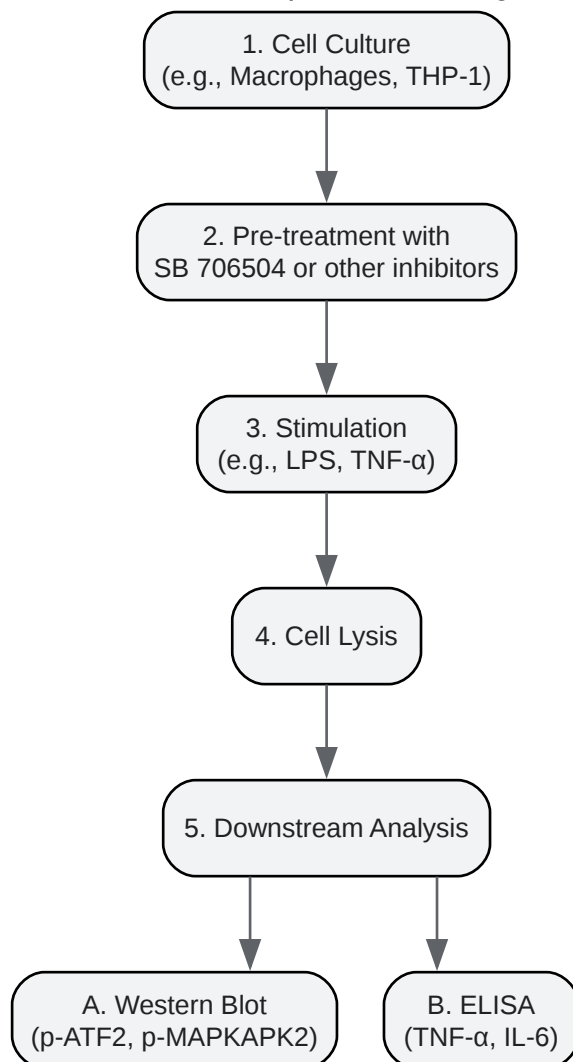 1. Cell Culture
(e.g., Macrophages, THP-1)
2. Pre-treatment with
SB 706504 or other inhibitors
3. Stimulation
(e.g., LPS, TNF-α)
4. Cell Lysis
5. Downstream Analysis
A. Western Blot
(p-ATF2, p-MAPKAPK2)
B. ELISA
(TNF-α, IL-6)